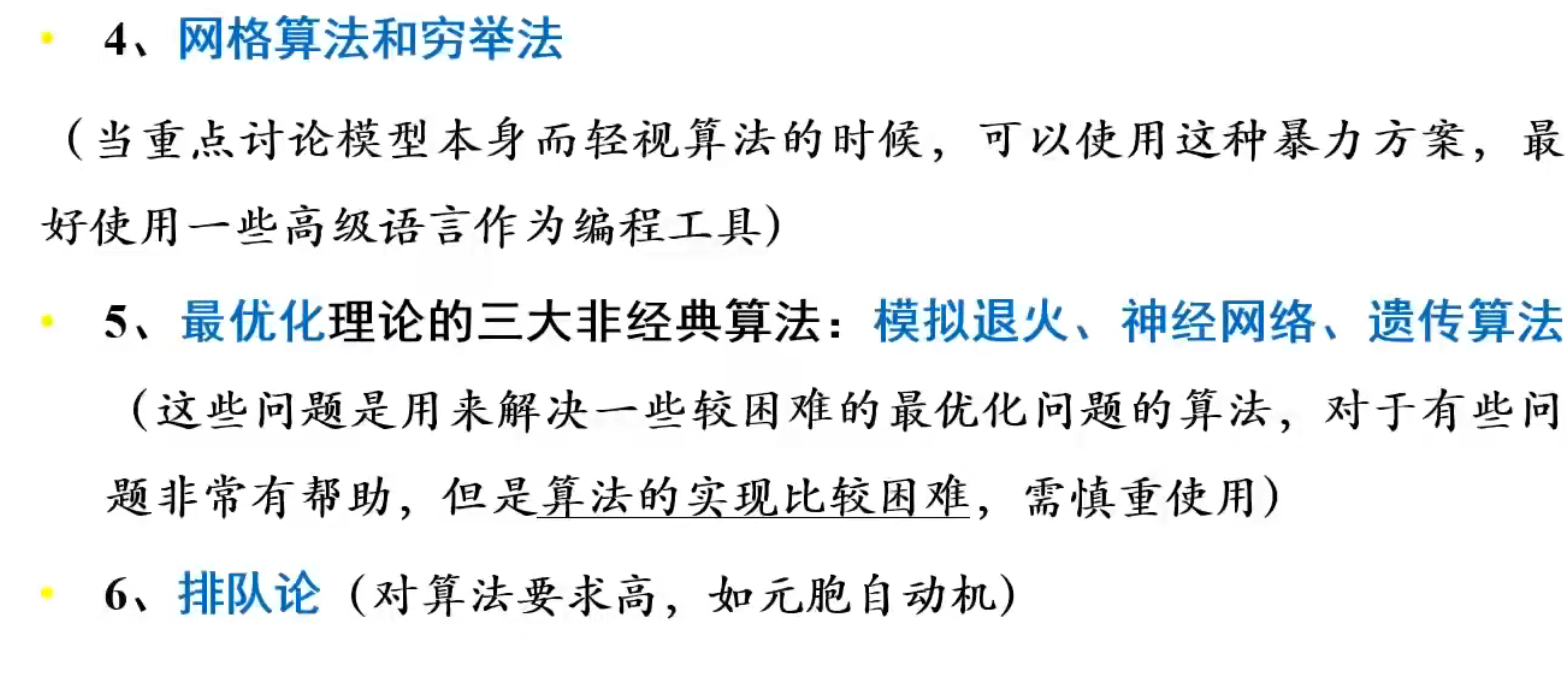 • 4、网格算法和穷举法
（当重点讨论模型本身而轻视算法的时候，可以使用这种暴力方案，最
好使用一些高级语言作为编程工具）
• 5、最优化理论的三大非经典算法：模拟退火、神经网络、遗传算法
（这些问题是用来解决一些较困难的最优化问题的算法，对于有些问
题非常有帮助，但是算法的实现比较困难，需慎重使用）
• 6、排队论（对算法要求高，如元胞自动机）